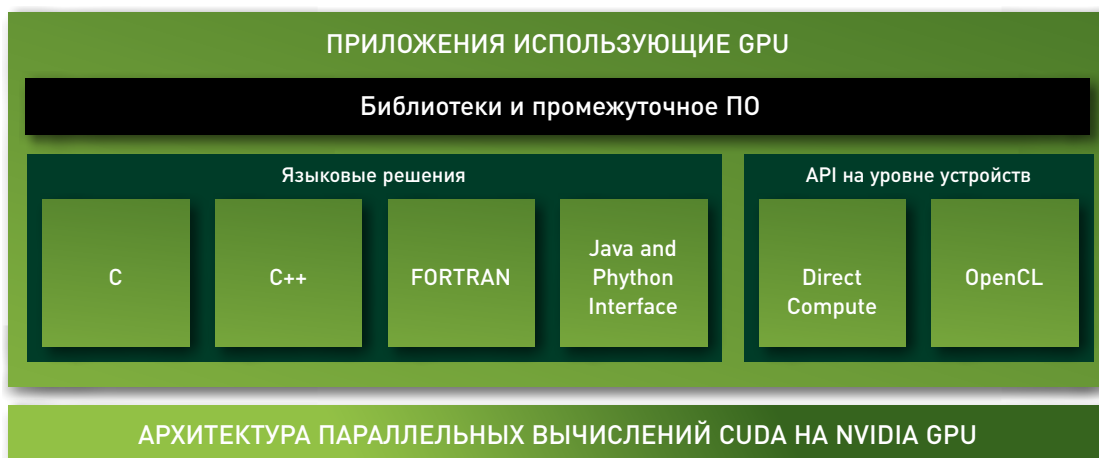 ПРИЛОЖЕНИЯ ИСПОЛЬЗУЮЩИЕ GPU
Библиотеки и промежуточное ПО
Языковые решения
C
C++
FORTRAN
Java and
Phython
Interface
API на уровне устройств
Direct
Compute
OpenCL
АРХИТЕКТУРА ПАРАЛЛЕЛЬНЫХ ВЫЧИСЛЕНИЙ CUDA НА NVIDIA GPU